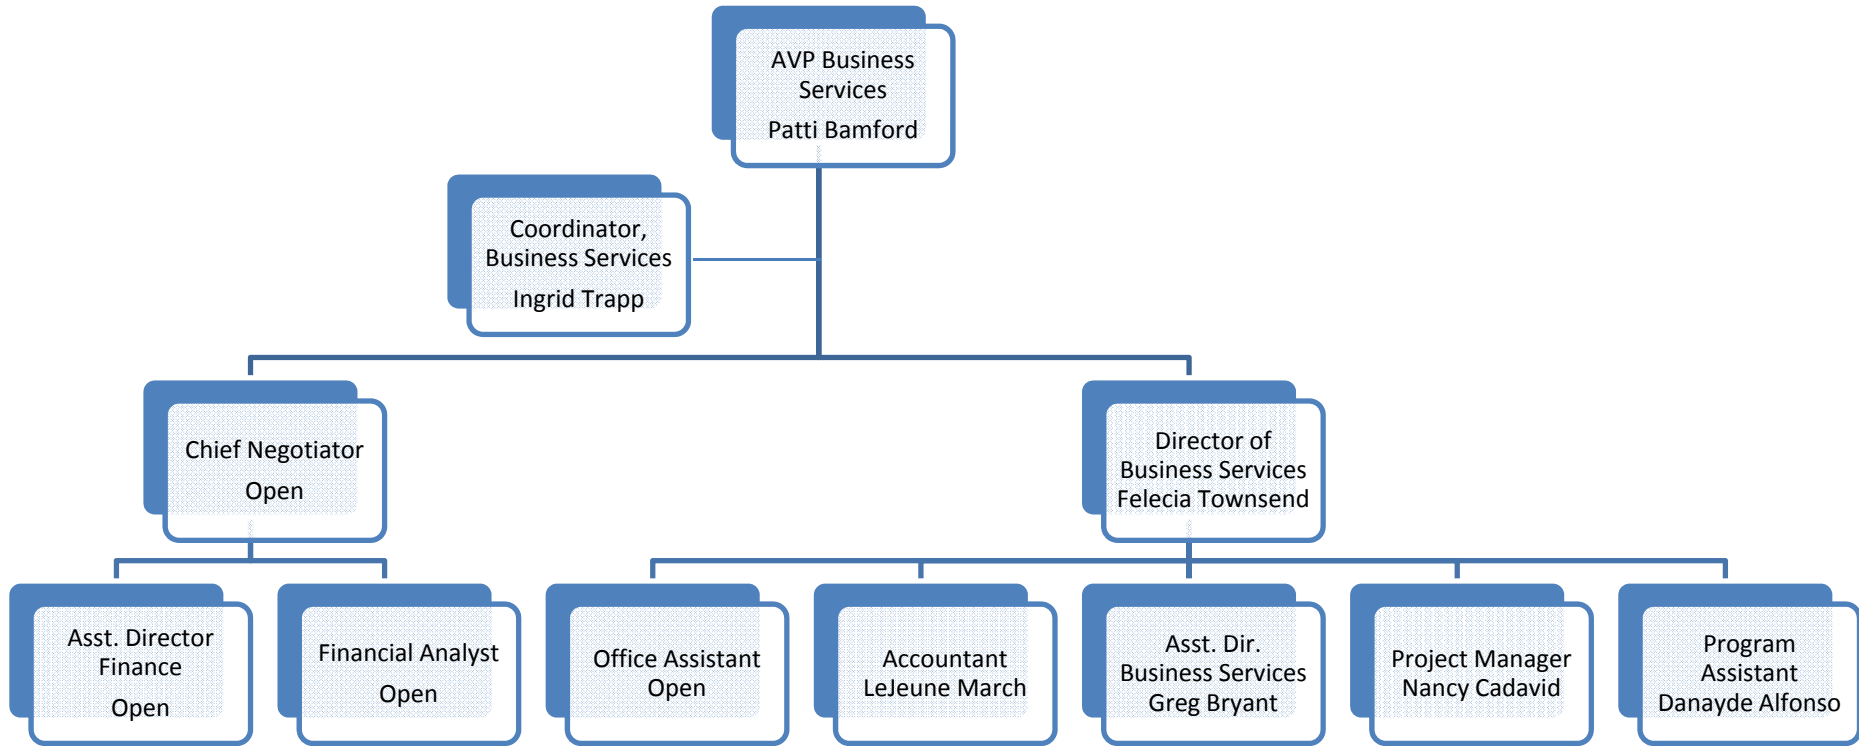 AVP Business
Services
Patti Bamford
Coordinator,
Business Services
Ingrid Trapp
Chief Negotiator
Open
Director of
Business Services
Felecia Townsend
Asst. Director
Finance
Open
Financial Analyst
Open
Office Assistant
Open
Accountant
LeJeune March
Asst. Dir.
Business Services
Greg Bryant
Project Manager
Nancy Cadavid
Program
Assistant
Danayde Alfonso